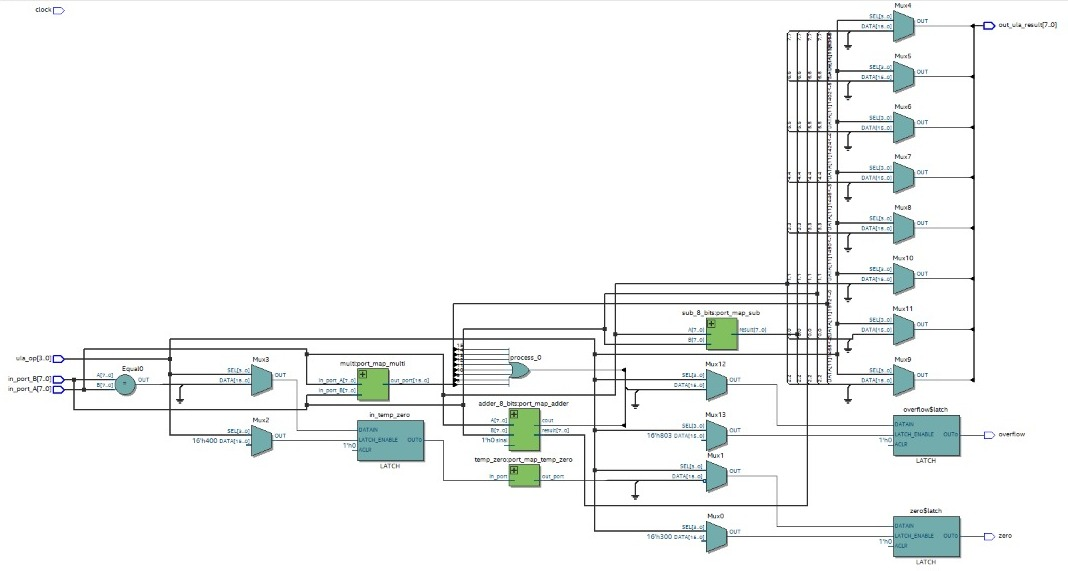 clock
Mux4
SEL[3..0]
DATA[15..0]
OUT
out_ula_result[7..0]
Mux5
SEL[3..0]
DATA[15..0]
OUT
Mux6
SEL[3..0]
DATA[15..0]
OUT
Mux7
SEL[3..0]
DATA[15..0]
OUT
Mux8
SEL[3..0]
DATA[15..0]
OUT
Mux10
SEL[3..0]
DATA[15..0]
OUT
Mux11
SEL[3..0]
DATA[15..0]
OUT
Mux9
SEL[3..0]
DATA[15..0]
OUT
sub_8_bits:port_map_sub
A[7..0]
B[7..0]
result[7..0]
ula_op[3..0]
in_port_B[7..0]
in_port_A[7..0]
Equal0
A[7..0]
B[7..0]
OUT
Mux3
SEL[3..0]
DATA[15..0]
OUT
Mux2
SEL[3..0]
16'h400 DATA[15..0]
OUT
multi:port_map_multi
in_port_A[7..0]
in_port_B[7..0]
out_port[15..0]
in_temp_zero
DATAIN
LATCH_ENABLE
OUT0
1'h0
ACLR
LATCH
process_0
adder_8_bits:port_map_adder
A[7..0]
B[7..0]
1'h0 sinal
cout
result[7..0]
temp_zero:port_map_temp_zero
in_port
out_port
Mux12
SEL[3..0]
DATA[15..0]
OUT
Mux13
SEL[3..0]
16'h803 DATA[15..0]
OUT
Mux1
SEL[3..0]
DATA[15..0]
OUT
Mux0
SEL[3..0]
16'h300 DATA[15..0]
OUT
overflow$latch
DATAIN
LATCH_ENABLE
OUT0
1'h0
ACLR
LATCH
overflow
zero$latch
DATAIN
LATCH_ENABLE
OUT0
1'h0
ACLR
LATCH
zero